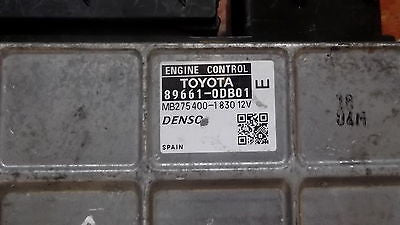 ENGINE CONTROL
TOYOTA
89661-0DB01
E
MB275400-1830 12V
DENSO
SPAIN